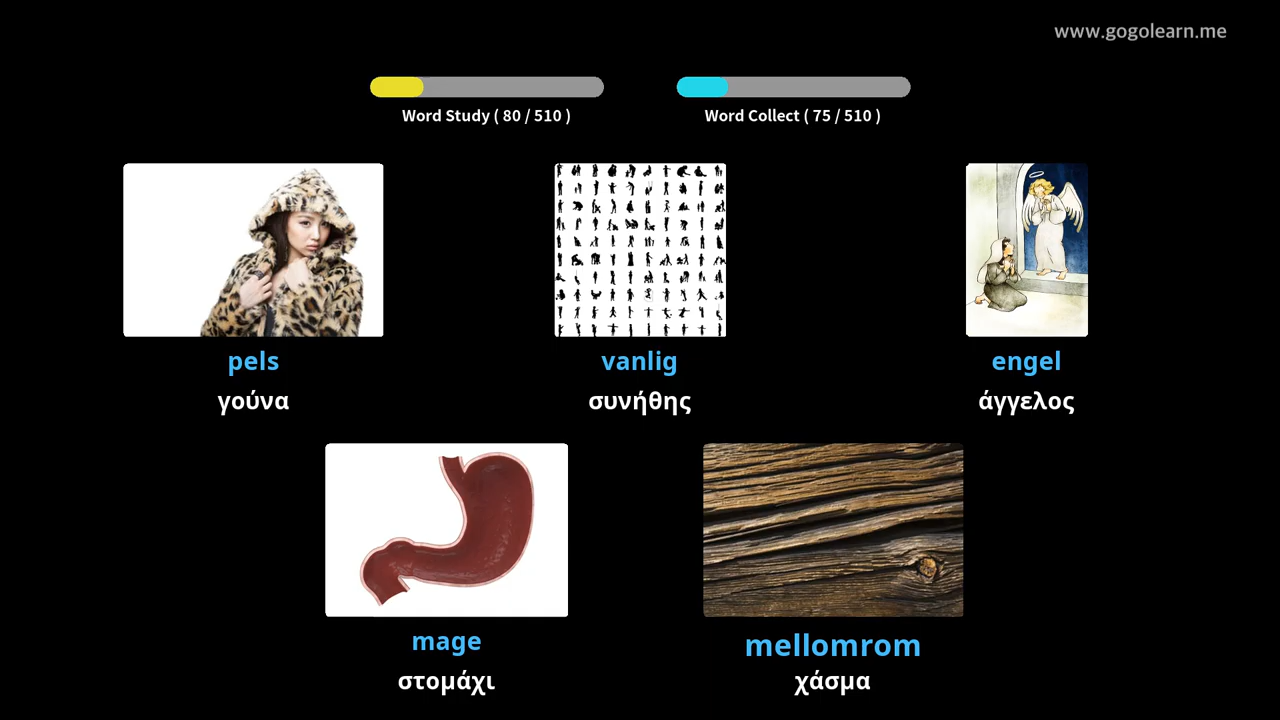 www.gogolearn.me
Word Study ( 80 / 510 )
Word Collect ( 75 / 510 )
pels
γούνα
vanlig
συνήθης
engel
άγγελος
mage
στομάχι
mellomrom
χάσμα